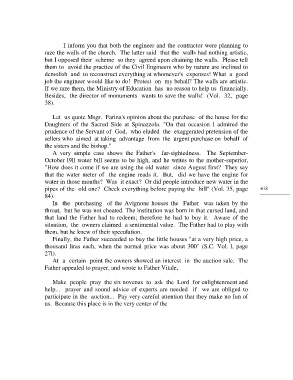 I inform you that both the engineer and the contractor were planning to
raze the walls of the church. The latter said that the walls had nothing artistic,
but I opposed their scheme so they agreed upon chaining the walls. Please tell
them to avoid the practice of the Civil Engineers who by nature are inclined to
demolish and to reconstruct everything at whomever's expenses! What a good
job the engineer would like to do! Protest on my behalf! The walls are artistic.
If we raze them, the Ministry of Education has no reason to help us financially.
Besides, the director of monuments wants to save the walls! (Vol. 32, page
38).
Let us quote Msgr. Farina's opinion about the purchase of the house for the
Daughters of the Sacred Side at Spinazzola. "On that occasion I admired the
prudence of the Servant of God, who eluded the exaggerated pretension of the
sellers who aimed at taking advantage from the urgent purchase on behalf of
the sisters and the bishop."
A very simple case shows the Father's far-sightedness. The September-
October 191 water bill seems to be high, and he writes to the mother-superior,
"How does it come if we are using the old water since August first? They say
that the water meter of the engine reads it. But, did we have the engine for
water in those months? Was it exact? Or did people introduce new water in the
pipes of the old one? Check everything before paying the bill" (Vol. 35, page
84).
In the purchasing of the Avignone houses the Father was taken by the
throat, but he was not cheated. The institution was born in that cursed land, and
that land the Father had to redeem; therefore he had to buy it. Aware of the
situation, the owners claimed a sentimental value. The Father had to play with
them, but he knew of their speculation.
Finally, the Father succeeded to buy the little houses "at a very high price, a
thousand liras each, when the normal price was about 300" (S.C. Vol. 1, page
271).
At a certain point the owners showed an interest in the auction sale. The
Father appealed to prayer, and wrote to Father Vitale,
Make people pray the six novenas to ask the Lord for enlightenment and
help... prayer and sound advice of experts are needed if we are obliged to
participate in the auction... Pay very careful attention that they make no fun of
us. Because this place is in the very center of the